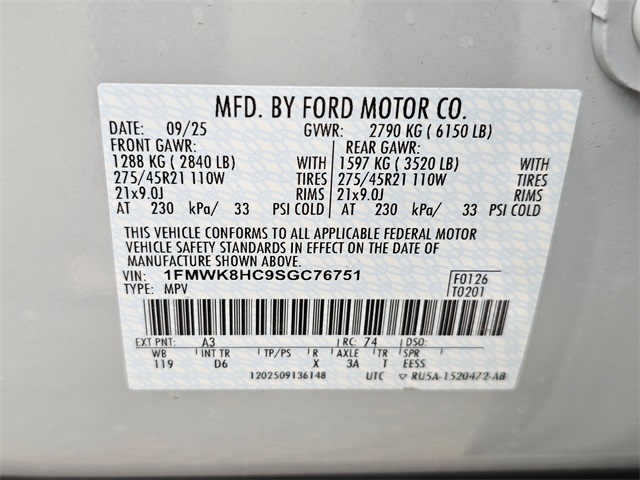 MFD. BY FORD MOTOR CO.
DATE: 09/25 GVWR: 2790 KG ( 6150 LB)
FRONT GAWR: REAR GAWR:
1288 KG ( 2840 LB) WITH 1597 KG ( 3520 LB) WITH
275/45R21 110W TIRES 275/45R21 110W TIRES
21x9.0J RIMS 21x9.0J RIMS
AT 230 kPa/ 33 PSI COLD AT 230 kPa/ 33 PSI COLD
THIS VEHICLE CONFORMS TO ALL APPLICABLE FEDERAL MOTOR
VEHICLE SAFETY STANDARDS IN EFFECT ON THE DATE OF
MANUFACTURE SHOWN ABOVE.
VIN: 1FMWK8HC9SGC76751 F0126
TYPE: MPV T0201
EXT PNT: A3 RC: 74 DSO:
WB INT TR TP/PS R AXLE TR SPR
119 D6 X 3A T EESS
1202509136148 UTC ▽ RU5A-1520472-AB